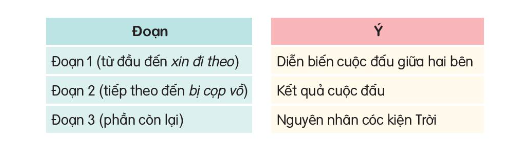 Đoạn Ý
Đoạn 1 (từ đầu đến xin đi theo) Diễn biến cuộc đấu giữa hai bên
Đoạn 2 (tiếp theo đến bị cọp vồ) Kết quả cuộc đấu
Đoạn 3 (phần còn lại) Nguyên nhân cóc kiện Trời